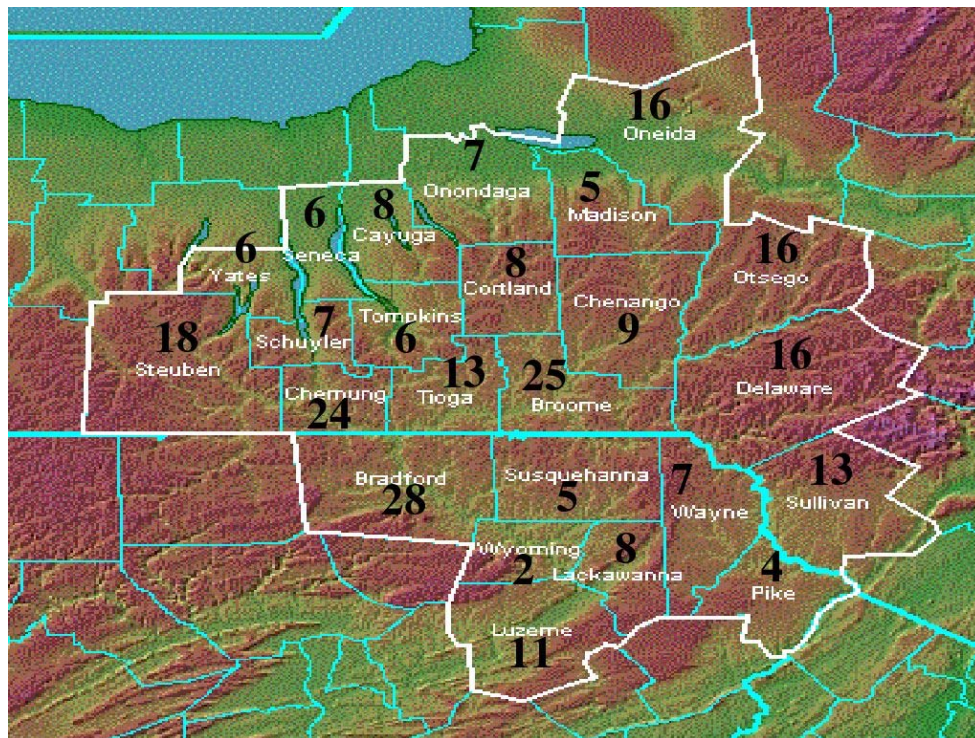 16
Oneida
7
Onondaga
5
Madison
8
Cayuga
6
Seneca
6
Yates
16
Otsego
8
Cortland
Chenango
9
18
Steuben
7
Schuyler
Tompkins
6
16
Delaware
13
Tioga
25
Broome
Chemung
24
Bradford
28
Susquehanna
5
7
Wayne
13
Sullivan
Wyoming
2
8
Lackawanna
4
Pike
Luzerne
11